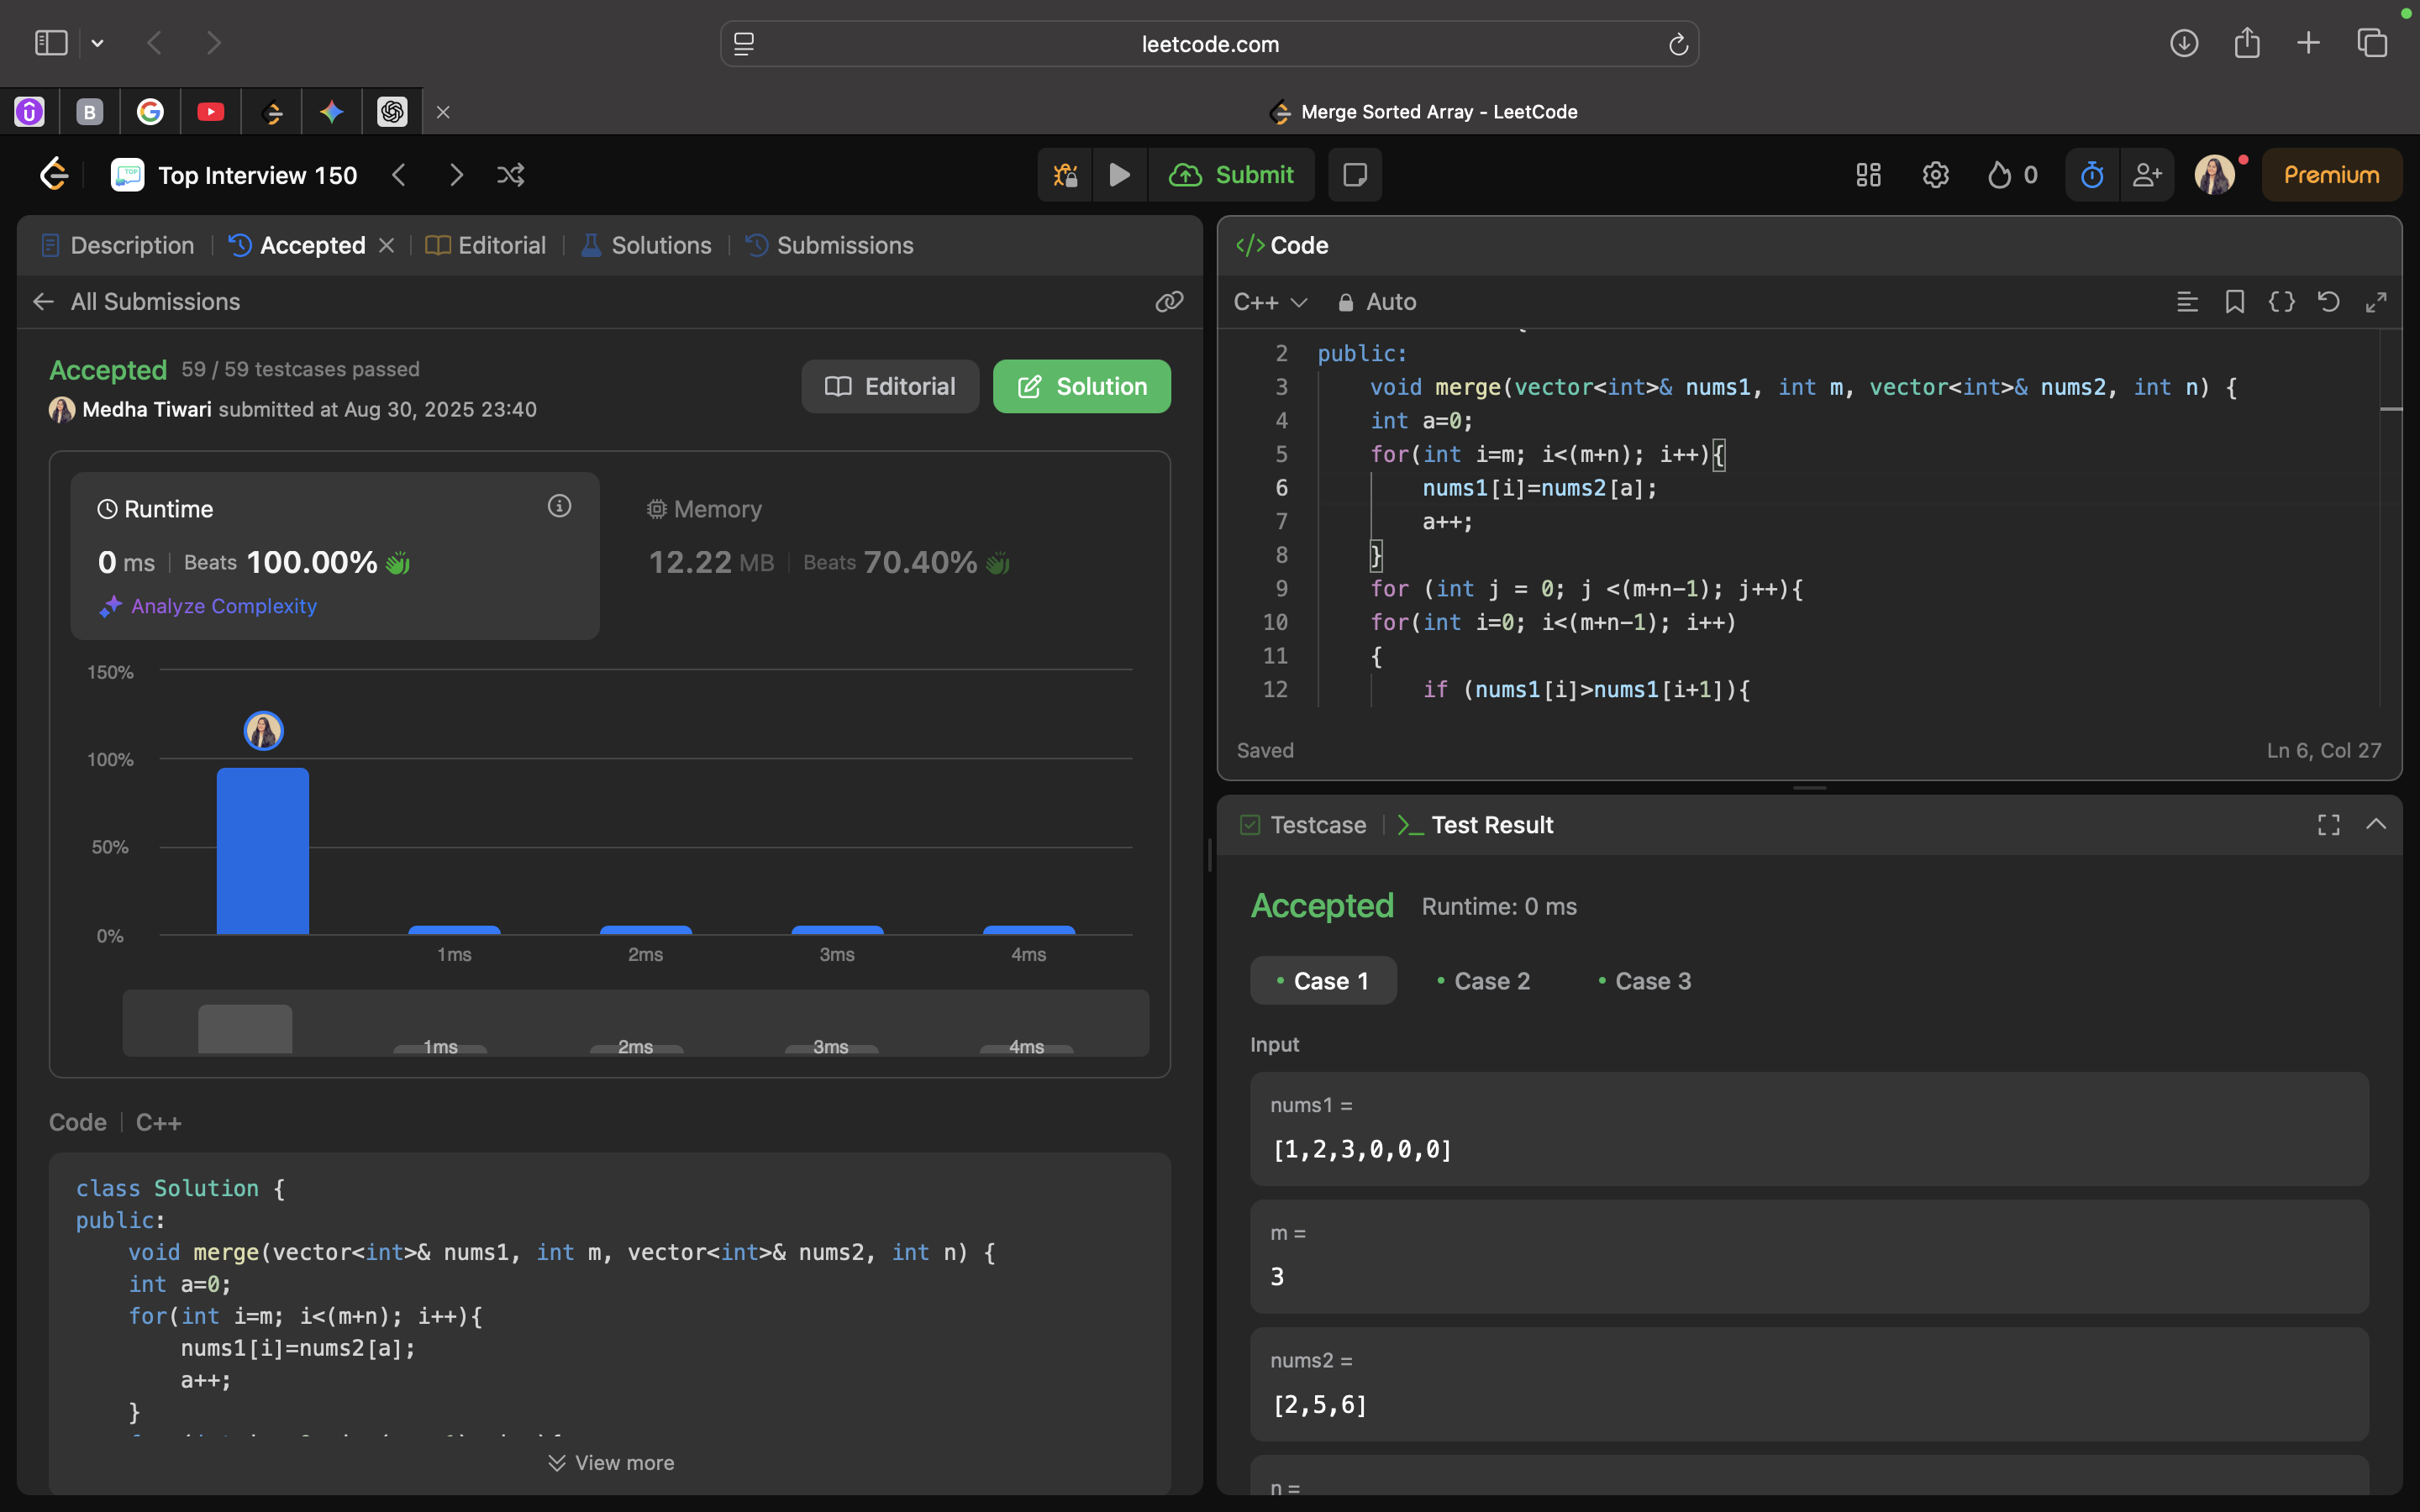 leetcode.com
B
Merge Sorted Array - LeetCode
Top Interview 150
Submit
0
Premium
Description
Accepted
Editorial
Solutions
Submissions
All Submissions
Accepted 59 / 59 testcases passed
Medha Tiwari submitted at Aug 30, 2025 23:40
Editorial
Solution
Runtime
0 ms | Beats 100.00%
Analyze Complexity
Memory
12.22 MB | Beats 70.40%
150%
100%
50%
0%
1ms 2ms 3ms 4ms
1ms 2ms 3ms 4ms
Code | C++
class Solution {
public:
    void merge(vector<int>& nums1, int m, vector<int>& nums2, int n) {
    int a=0;
    for(int i=m; i<(m+n); i++){
        nums1[i]=nums2[a];
        a++;
    }
View more
</> Code
C++
Auto
2 public:
3     void merge(vector<int>& nums1, int m, vector<int>& nums2, int n) {
4     int a=0;
5     for(int i=m; i<(m+n); i++){
6         nums1[i]=nums2[a];
7         a++;
8     }
9     for (int j = 0; j <(m+n-1); j++){
10     for(int i=0; i<(m+n-1); i++)
11     {
12         if (nums1[i]>nums1[i+1]){
Saved
Ln 6, Col 27
Testcase
>_ Test Result
Accepted Runtime: 0 ms
Case 1
Case 2
Case 3
Input
nums1 =
[1,2,3,0,0,0]
m =
3
nums2 =
[2,5,6]
n =